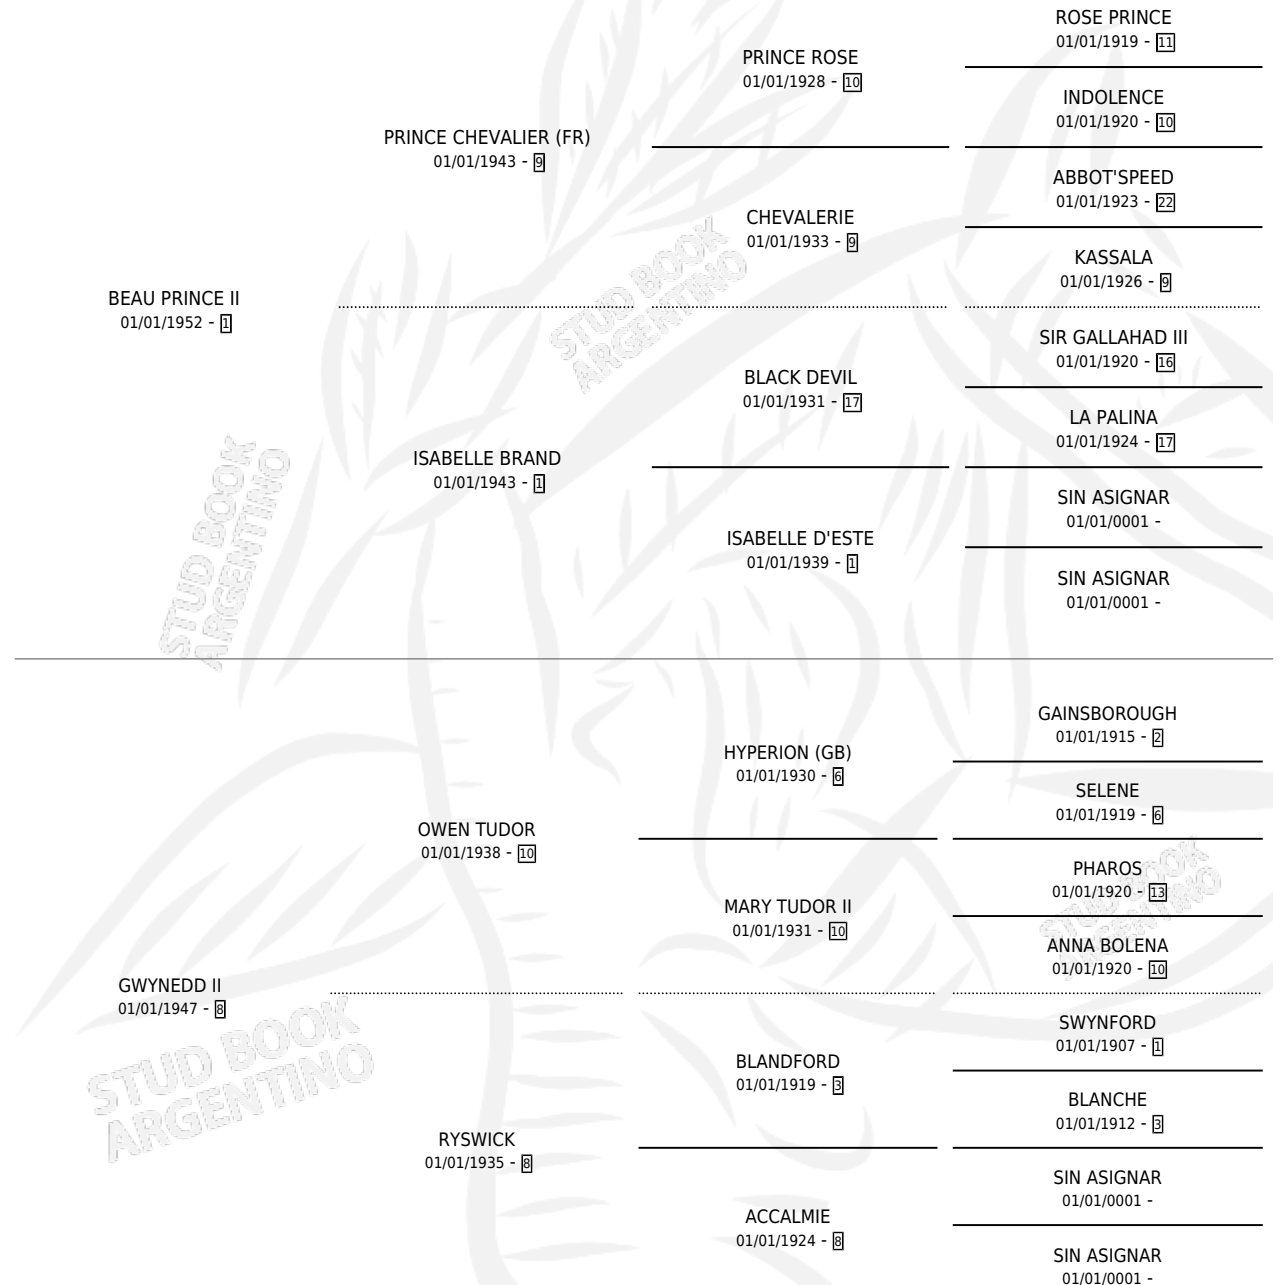 ROSE PRINCE
01/01/1919 - 11
PRINCE ROSE
01/01/1928 - 10
INDOLENCE
01/01/1920 - 10
PRINCE CHEVALIER (FR)
01/01/1943 - 9
ABBOT'SPEED
01/01/1923 - 22
CHEVALERIE
01/01/1933 - 9
KASSALA
01/01/1926 - 9
BEAU PRINCE II
01/01/1952 - 1
SIR GALLAHAD III
01/01/1920 - 16
BLACK DEVIL
01/01/1931 - 17
LA PALINA
01/01/1924 - 17
ISABELLE BRAND
01/01/1943 - 1
SIN ASIGNAR
01/01/0001 -
ISABELLE D'ESTE
01/01/1939 - 1
SIN ASIGNAR
01/01/0001 -
GAINSBOROUGH
01/01/1915 - 2
HYPERION (GB)
01/01/1930 - 6
SELENE
01/01/1919 - 6
OWEN TUDOR
01/01/1938 - 10
PHAROS
01/01/1920 - 13
MARY TUDOR II
01/01/1931 - 10
ANNA BOLENA
01/01/1920 - 10
GWYNEDD II
01/01/1947 - 8
SWYNFORD
01/01/1907 - 1
BLANDFORD
01/01/1919 - 3
BLANCHE
01/01/1912 - 3
RYSWICK
01/01/1935 - 8
SIN ASIGNAR
01/01/0001 -
ACCALMIE
01/01/1924 - 8
SIN ASIGNAR
01/01/0001 -
STUD BOOK
ARGENTINO
STUD BOOK
ARGENTINO
STUD BOOK
ARGENTINO
STUD BOOK
ARGENTINO